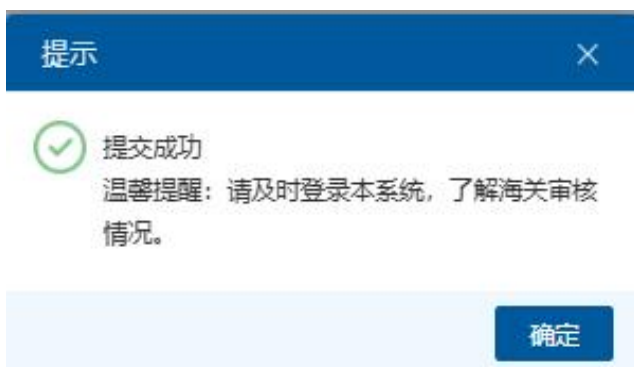 提示
提交成功
温馨提醒：请及时登录本系统，了解海关审核
情况。
确定